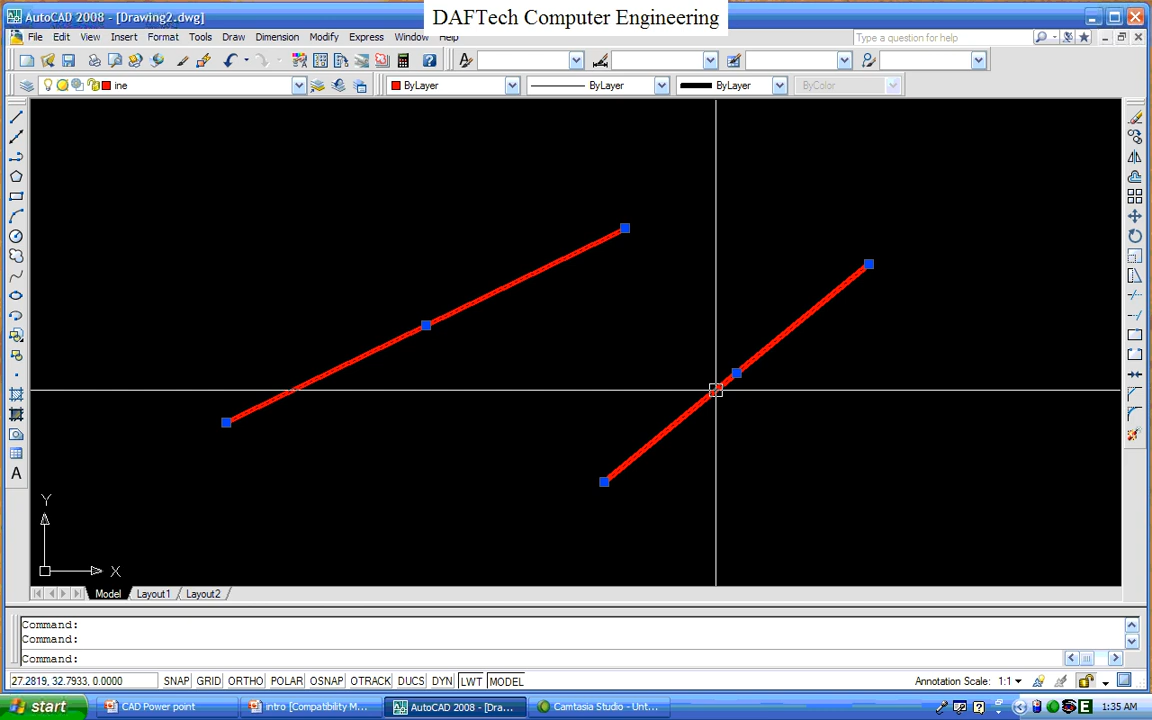 AutoCAD 2008 - [Drawing2.dwg]
DAFTech Computer Engineering
File Edit View Insert Format Tools Draw Dimension Modify Express Window Help
Type a question for help
ine
ByLayer
ByLayer
ByLayer
ByColor
A
Y
X
Model Layout1 Layout2
Command:
Command:
Command:
27.2819, 32.7933, 0.0000 SNAP GRID ORTHO POLAR OSNAP OTRACK DUCS DYN LWT MODEL
Annotation Scale: 1:1
start CAD Power point intro [Compatibility M... AutoCAD 2008 - [Dra... Camtasia Studio - Unt... E 1:35 AM